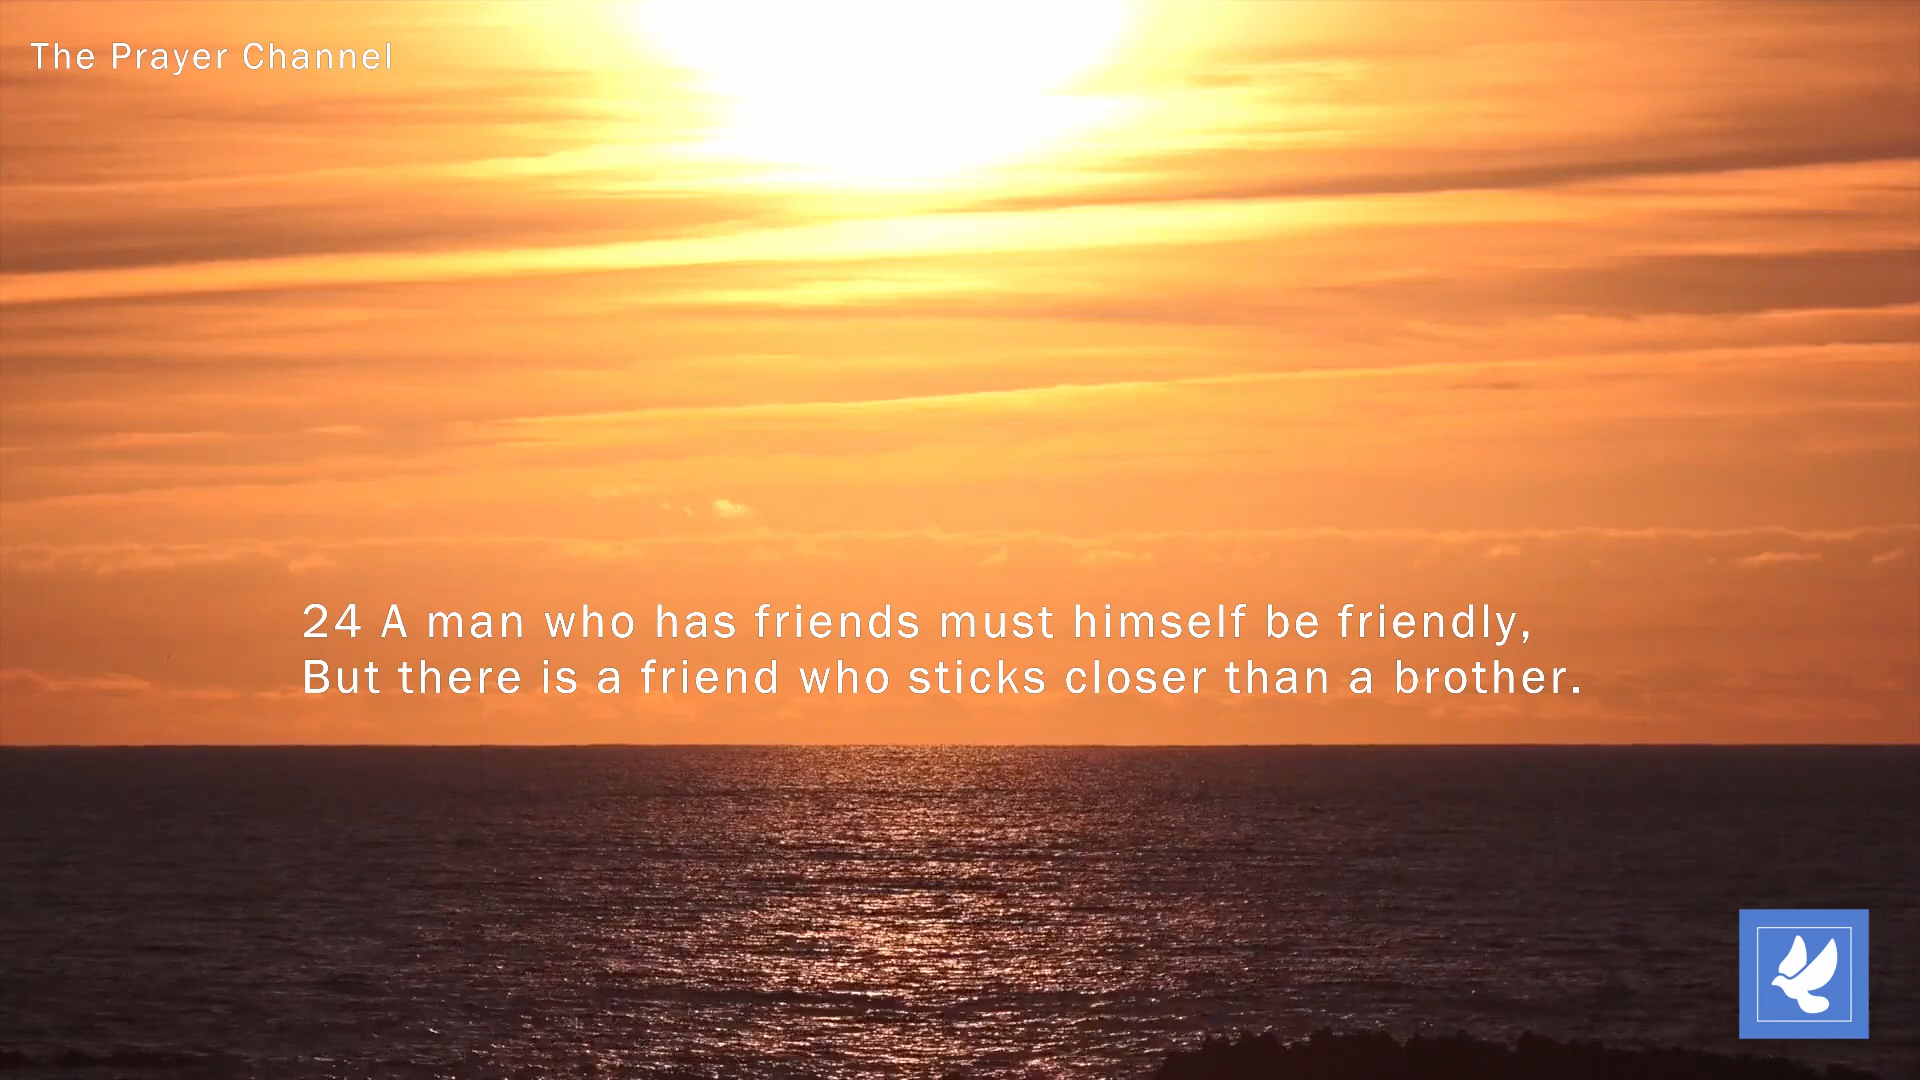 The Prayer Channel
24 A man who has friends must himself be friendly,
But there is a friend who sticks closer than a brother.